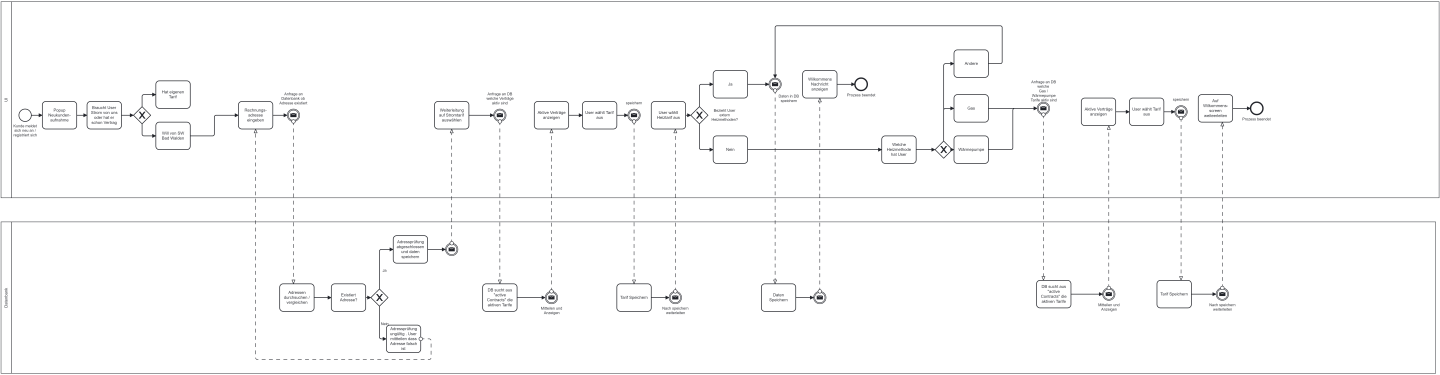 UI
Kunde meldet
sich neu an /
registriert sich
Popup
Neukunden-
aufnahme
Braucht User
Strom von uns
oder hat er
schon Vertrag
Hat eigenen
Tarif
Will von SW
Bad Waldsee
Rechnungs-
adresse
eingeben
Anfrage an
Datenbank ob
Adresse existiert
Weiterleitung
auf Stromtarif
auswählen
Anfrage an DB
welche Verträge
aktiv sind
Aktive Verträge
anzeigen
User wählt Tarif
aus
speichern
User wählt
Heiztarif aus
Bezieht User
unsere
Heizmethoden?
Ja
Nein
Daten in DB
speichern
Willkommens
Nachricht
anzeigen
Prozess beendet
Welche
Heizmethode
hat User
Andere
Gas
Wärmepumpe
Anfrage an DB
welche
Gas /
Wärmepumpe
Tarife aktiv sind
Aktive Verträge
anzeigen
User wählt Tarif
aus
speichern
Auf
Willkommens-
screen
weiterleiten
Prozess beendet
Datenbank
Adressen
durchsuchen /
vergleichen
Existiert
Adresse?
Ja
Nein
Adressprüfung
abgeschlossen
und daten
speichern
Adressprüfung
ungültig , User
mitteilen dass
Adresse falsch
ist
DB sucht aus
"active
Contracts" die
aktiven Tarife
Mitteilen und
Anzeigen
Tarif Speichern
Nach speichern
weiterleiten
Daten
Speichern
DB sucht aus
"active
Contracts" die
aktiven Tarife
Mitteilen und
Anzeigen
Tarif Speichern
Nach speichern
weiterleiten